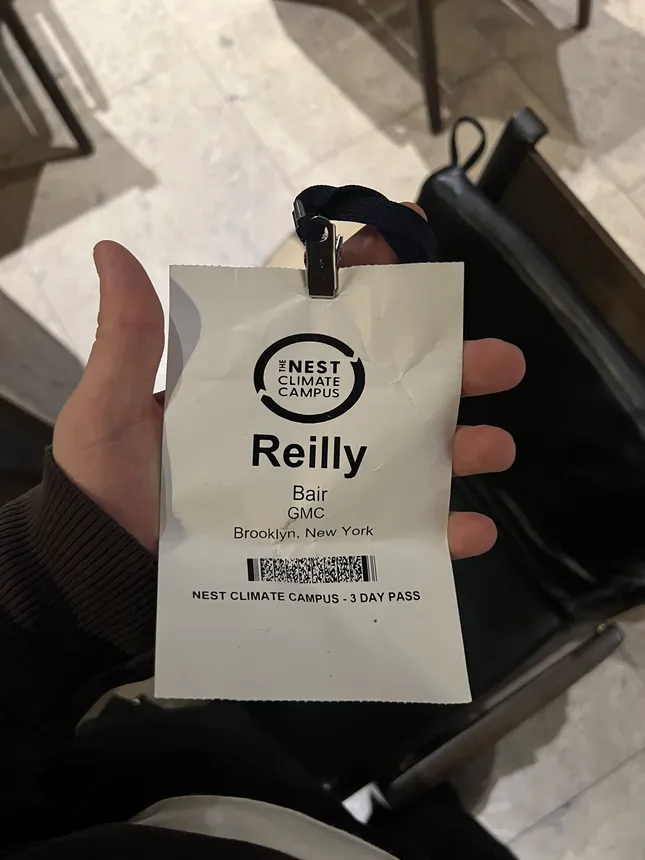 THE NEST
CLIMATE
CAMPUS
Reilly
Bair
GMC
Brooklyn, New York
NEST CLIMATE CAMPUS - 3 DAY PASS